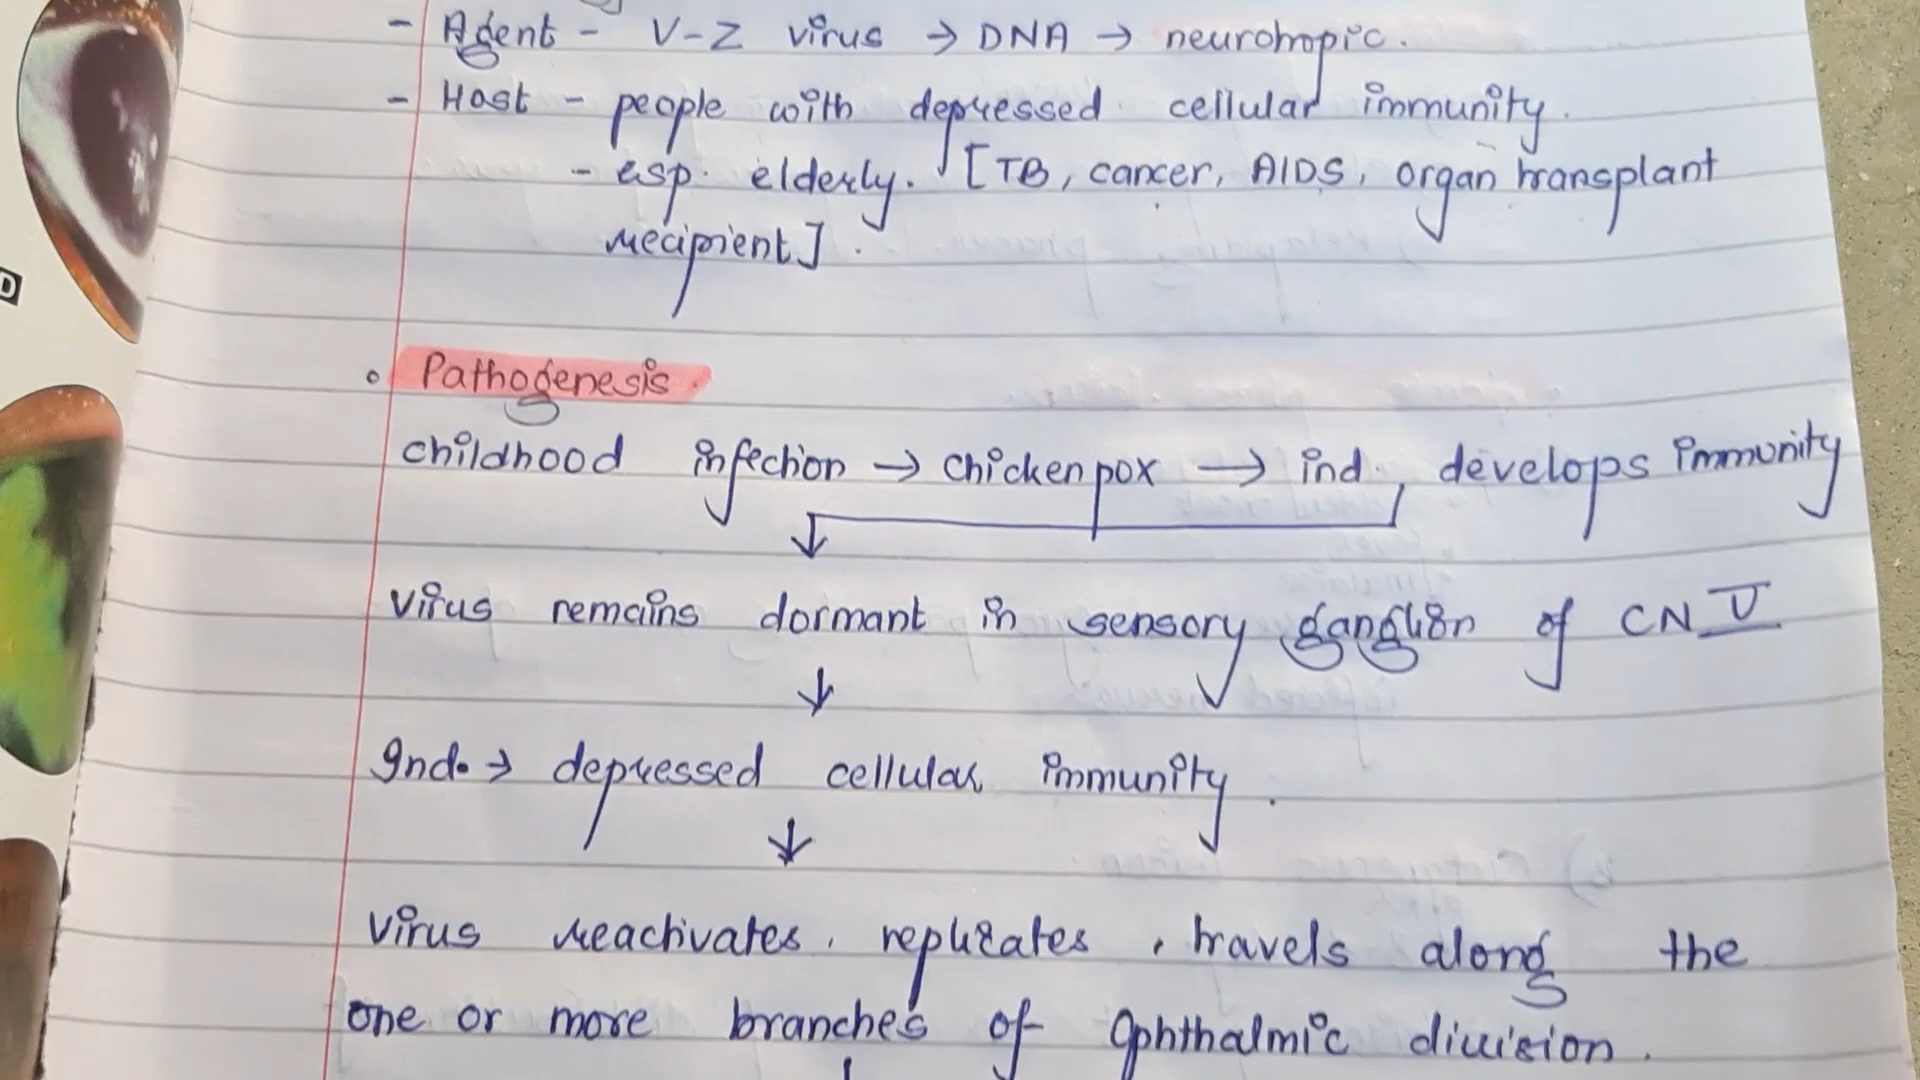 - Agent - V-Z virus → DNA → neurotropic.
- Host - people with depressed cellular immunity.
- esp. elderly. [TB, cancer, AIDS, organ transplant
recipient].
D
• Pathogenesis.
childhood infection → chickenpox → ind. develops immunity
↓
virus remains dormant in sensory ganglion of CN V
↓
Ind. → depressed cellular immunity.
↓
virus reactivates, replicates, travels along the
one or more branches of ophthalmic division.